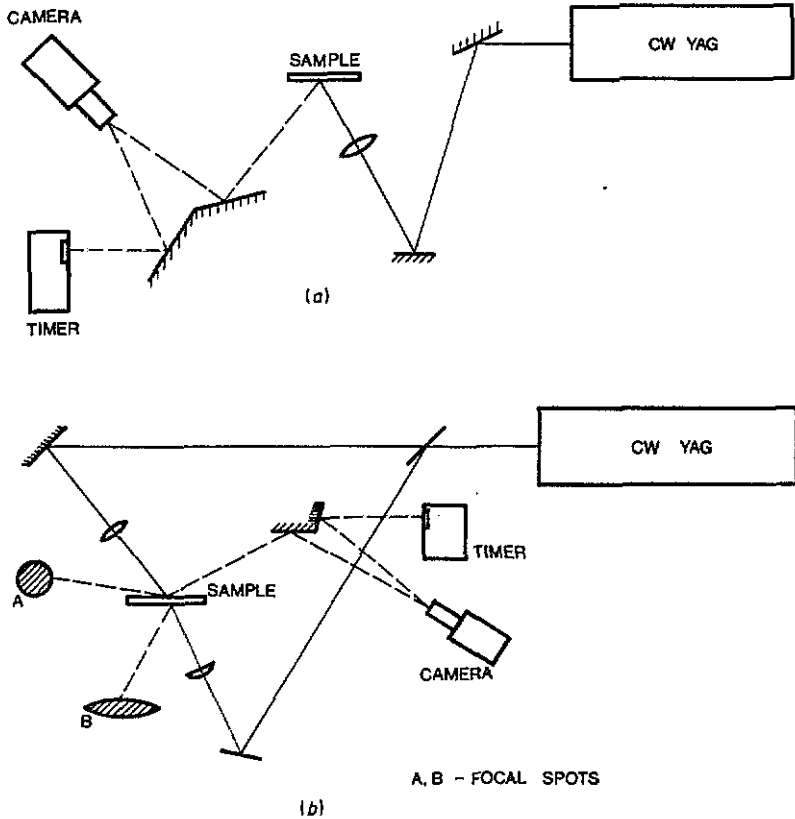 CAMERA
SAMPLE
CW YAG
TIMER
(a)
CW YAG
TIMER
A
SAMPLE
CAMERA
B
A, B – FOCAL SPOTS
(b)